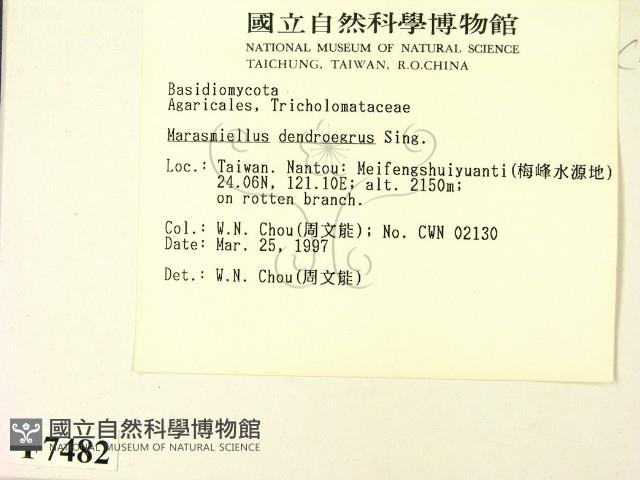 國立自然科學博物館
NATIONAL MUSEUM OF NATURAL SCIENCE
TAICHUNG, TAIWAN, R.O.CHINA
Basidiomycota
Agaricales, Tricholomataceae
Marasmiellus dendroegrus Sing.
Loc.: Taiwan. Nantou: Meifengshuiyuanti(梅峰水源地)
24.06N, 121.10E; alt. 2150m;
on rotten branch.
Col.: W.N. Chou(周文能); No. CWN 02130
Date: Mar. 25, 1997
Det.: W.N. Chou(周文能)
國立自然科學博物館
NATIONAL MUSEUM OF NATURAL SCIENCE
7482